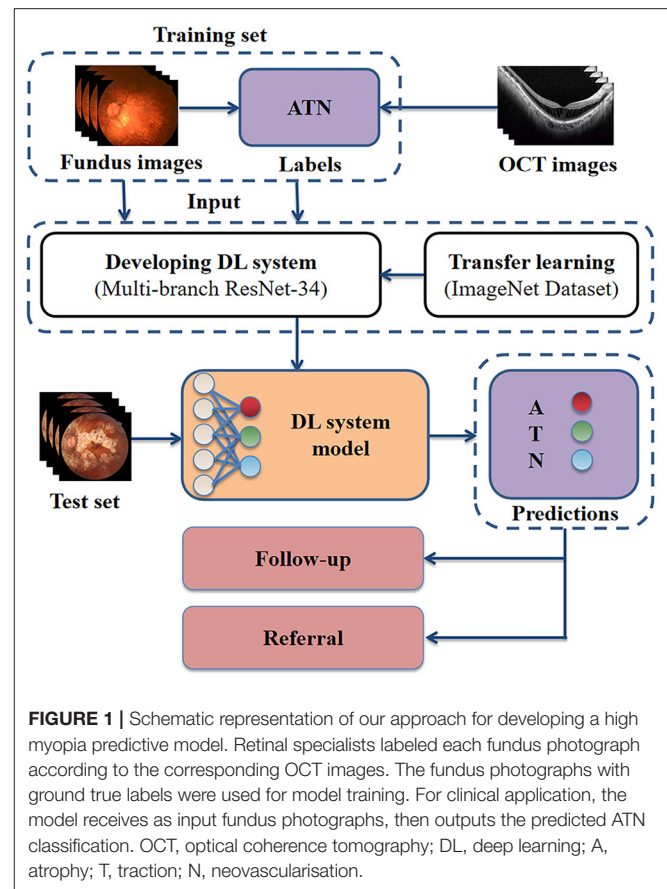 Training set
ATN
Fundus images
Labels
OCT images
Input
Developing DL system
(Multi-branch ResNet-34)
Transfer learning
(ImageNet Dataset)
DL system
model
A
T
N
Test set
Predictions
Follow-up
Referral
FIGURE 1 | Schematic representation of our approach for developing a high
myopia predictive model. Retinal specialists labeled each fundus photograph
according to the corresponding OCT images. The fundus photographs with
ground true labels were used for model training. For clinical application, the
model receives as input fundus photographs, then outputs the predicted ATN
classification. OCT, optical coherence tomography; DL, deep learning; A,
atrophy; T, traction; N, neovascularisation.